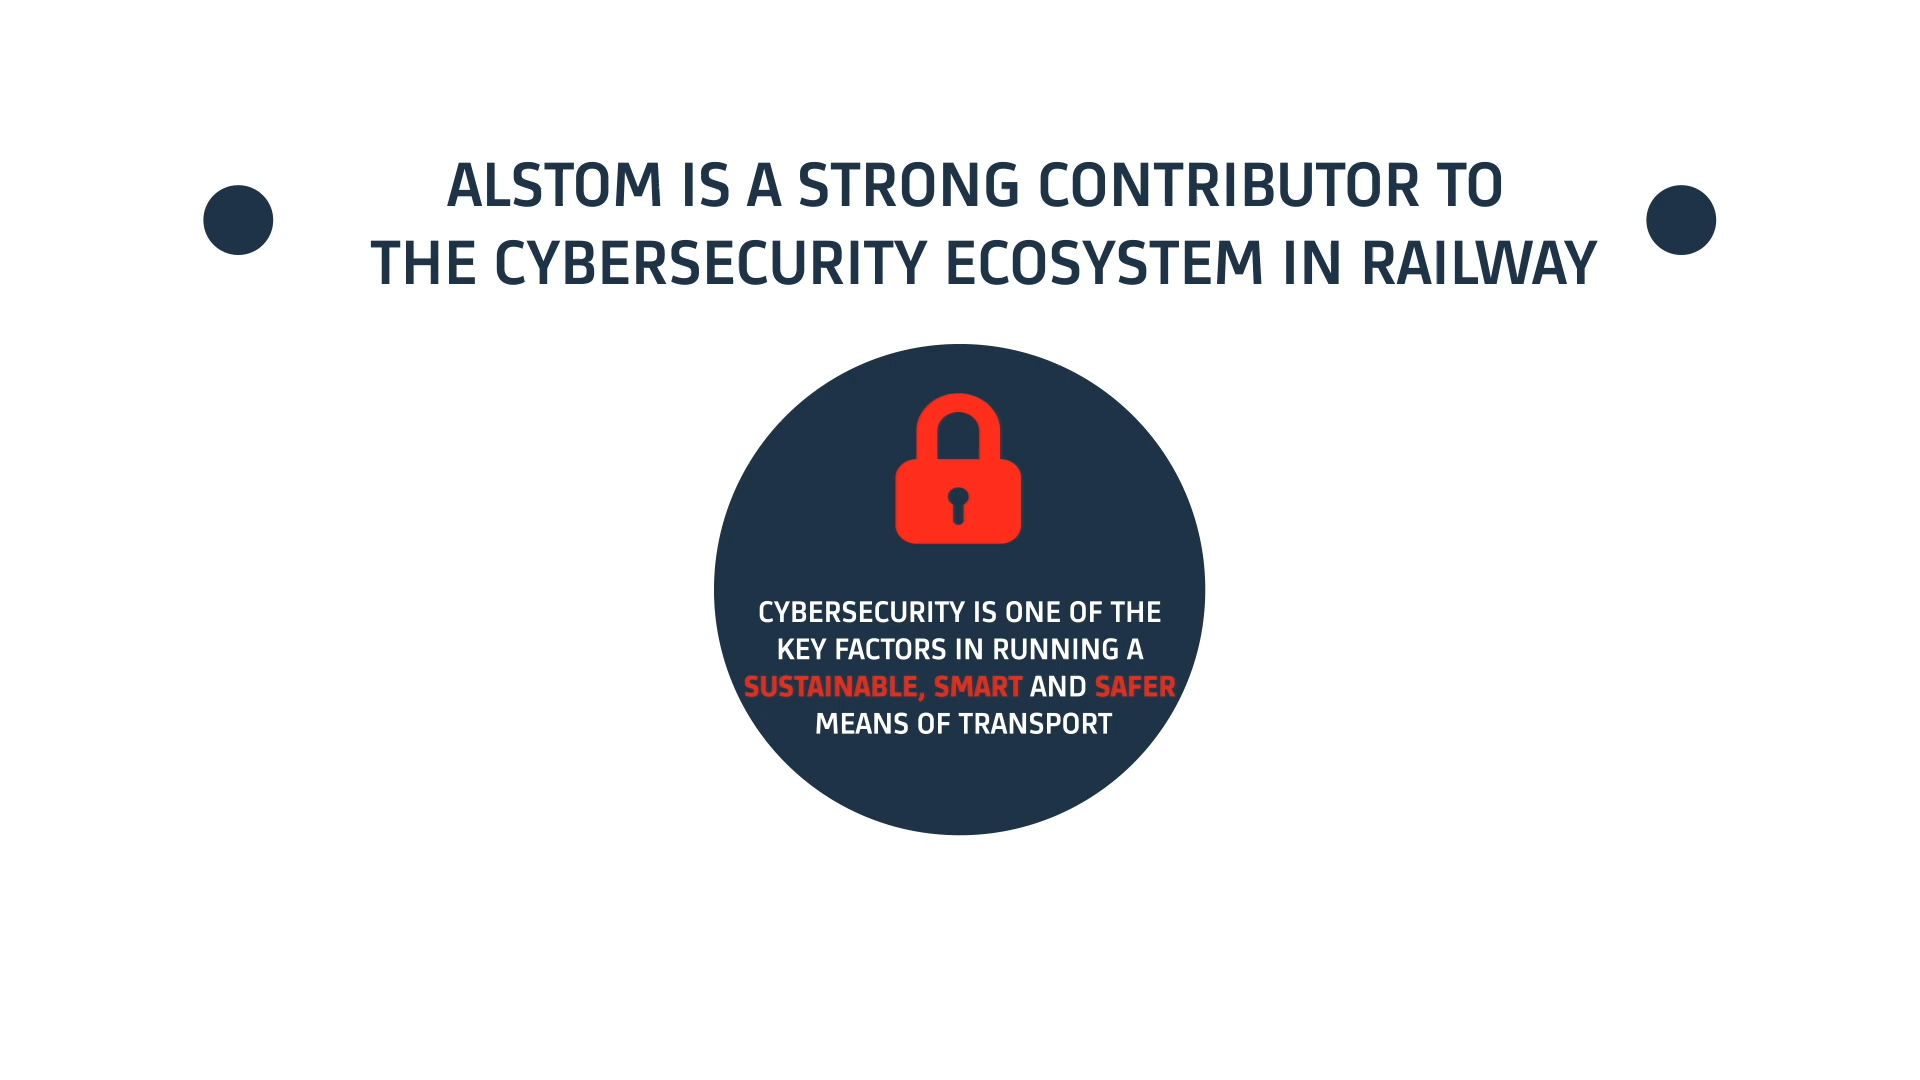 ALSTOM IS A STRONG CONTRIBUTOR TO
THE CYBERSECURITY ECOSYSTEM IN RAILWAY
CYBERSECURITY IS ONE OF THE
KEY FACTORS IN RUNNING A
SUSTAINABLE, SMART AND SAFER
MEANS OF TRANSPORT